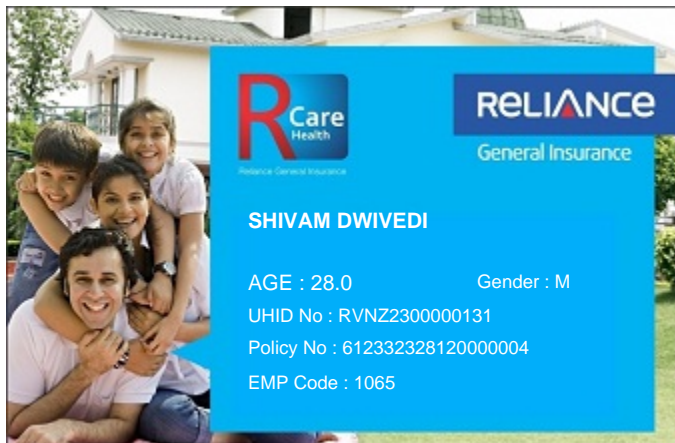 R Care
Health
Reliance General Insurance
RELIANCE
General Insurance
SHIVAM DWIVEDI
AGE : 28.0 Gender : M
UHID No : RVNZ2300000131
Policy No : 612332328120000004
EMP Code : 1065